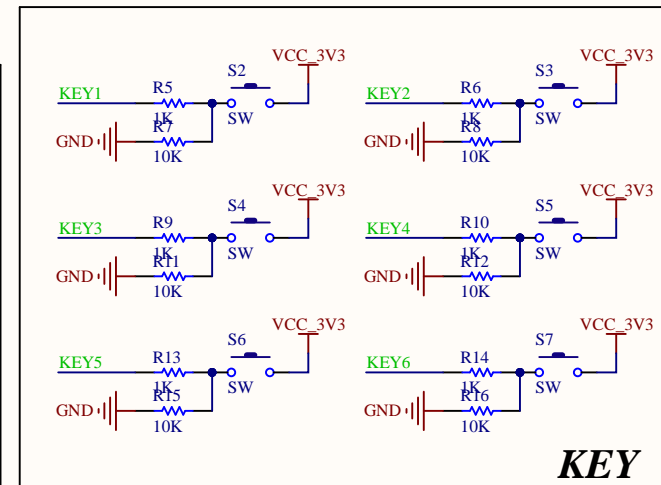 VCC_3V3 VCC_3V3
S2 S3
KEY1 R5 KEY2 R6
1K SW 1K SW
GND R7 GND R8
10K 10K
VCC_3V3 VCC_3V3
S4 S5
KEY3 R9 KEY4 R10
1K SW 1K SW
GND R11 GND R12
10K 10K
VCC_3V3 VCC_3V3
S6 S7
KEY5 R13 KEY6 R14
1K SW 1K SW
GND R15 GND R16
10K 10K
KEY